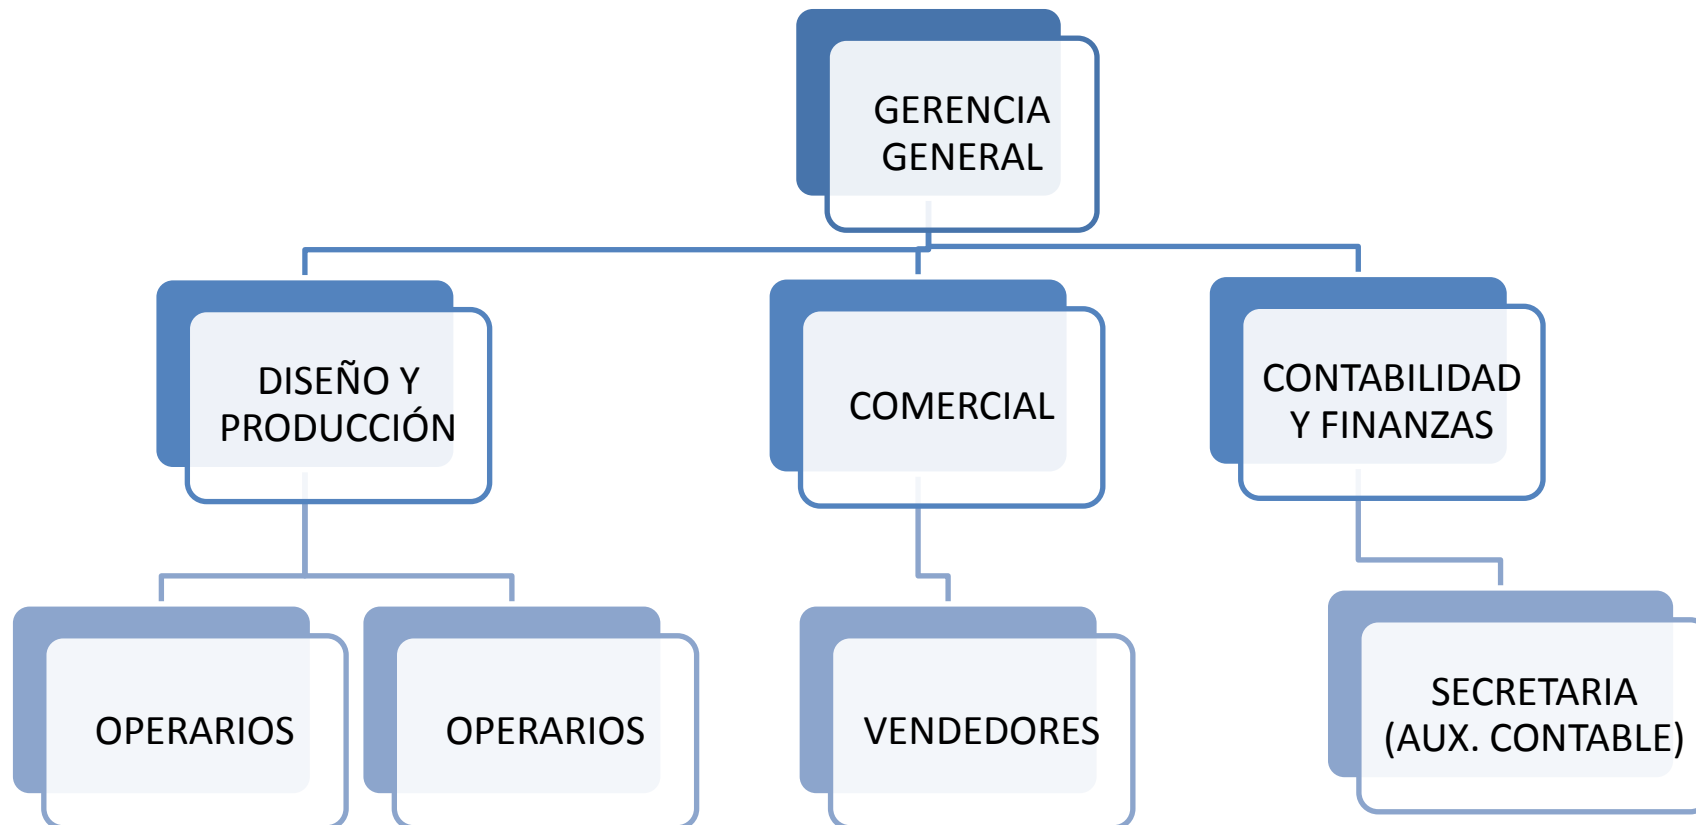 GERENCIA
GENERAL
DISEÑO Y
PRODUCCIÓN
COMERCIAL
CONTABILIDAD
Y FINANZAS
OPERARIOS
OPERARIOS
VENDEDORES
SECRETARIA
(AUX. CONTABLE)